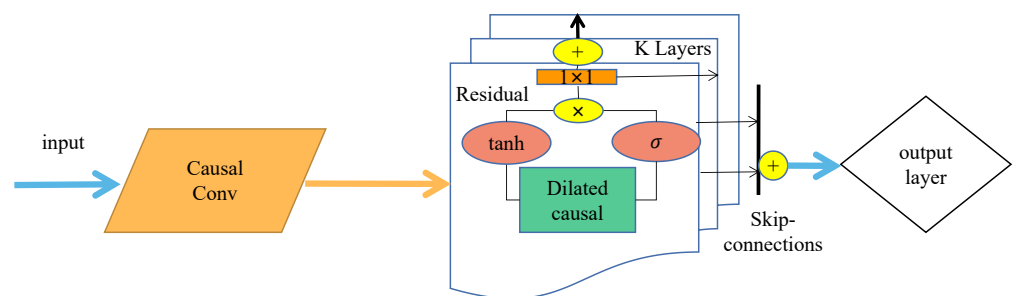 input
Causal
Conv
+
K Layers
1×1
Residual
×
tanh
σ
Dilated
causal
+
Skip-
connections
output
layer